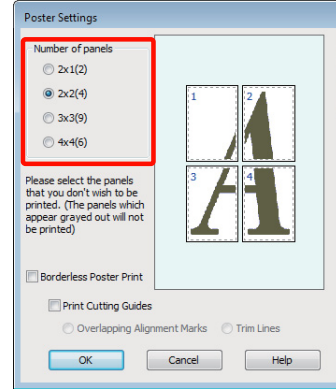 Poster Settings
Number of panels
2x1(2)
2x2(4)
3x3(9)
4x4(6)
1
2
3
4
Please select the panels
that you don't wish to be
printed. (The panels which
appear grayed out will not
be printed)
Borderless Poster Print
Print Cutting Guides
Overlapping Alignment Marks Trim Lines
OK Cancel Help